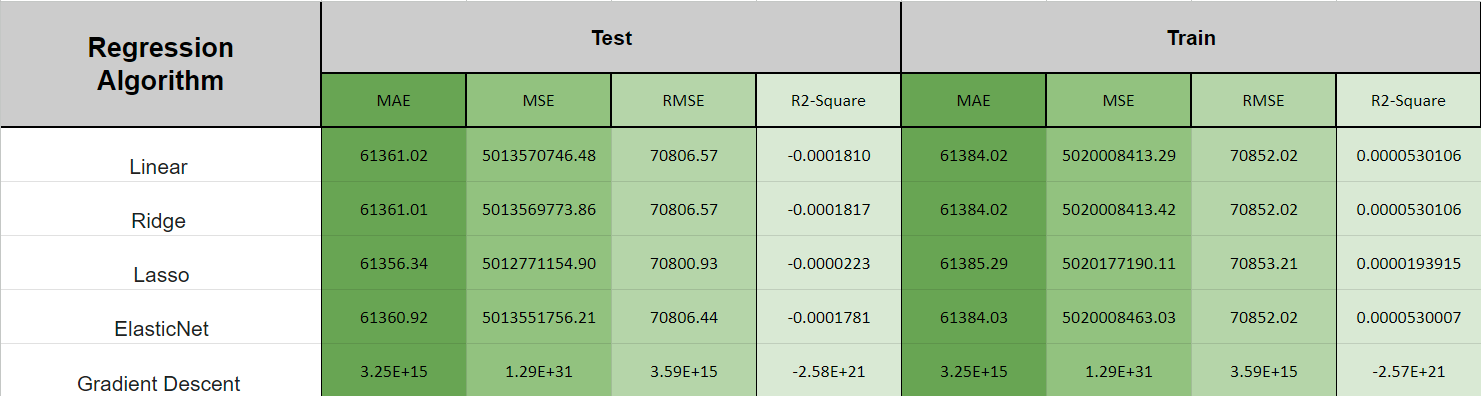 Regression Algorithm Test Train
MAE MSE RMSE R2-Square MAE MSE RMSE R2-Square
Linear 61361.02 5013570746.48 70806.57 -0.0001810 61384.02 5020008413.29 70852.02 0.0000530106
Ridge 61361.01 5013569773.86 70806.57 -0.0001817 61384.02 5020008413.42 70852.02 0.0000530106
Lasso 61356.34 5012771154.90 70800.93 -0.0000223 61385.29 5020177190.11 70853.21 0.0000193915
ElasticNet 61360.92 5013551756.21 70806.44 -0.0001781 61384.03 5020008463.03 70852.02 0.0000530007
Gradient Descent 3.25E+15 1.29E+31 3.59E+15 -2.58E+21 3.25E+15 1.29E+31 3.59E+15 -2.57E+21